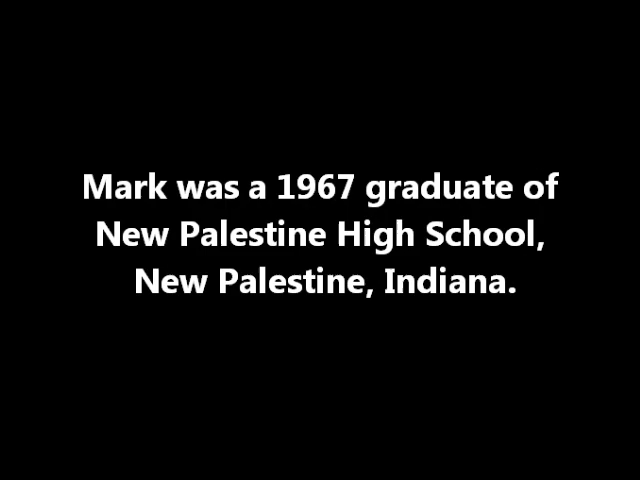 Mark was a 1967 graduate of
New Palestine High School,
New Palestine, Indiana.